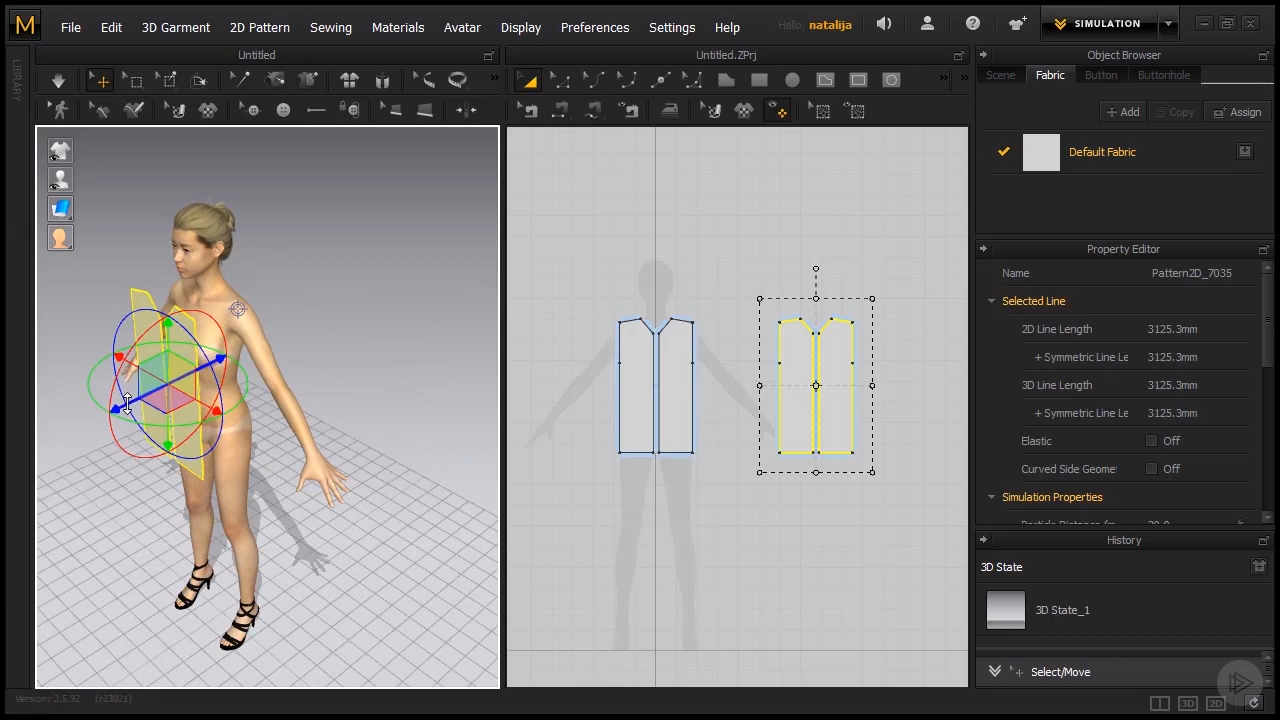 M File Edit 3D Garment 2D Pattern Sewing Materials Avatar Display Preferences Settings Help Hello, natalija SIMULATION
Untitled
Untitled.ZPrj
Object Browser
LIBRARY
Scene Fabric Button Buttonhole
+ Add Copy Assign
Default Fabric
Property Editor
Name Pattern2D_7035
Selected Line
2D Line Length 3125.3mm
+ Symmetric Line Le 3125.3mm
3D Line Length 3125.3mm
+ Symmetric Line Le 3125.3mm
Elastic Off
Curved Side Geome Off
Simulation Properties
History
3D State
3D State_1
Select/Move
Version: 2.5.92 (r23021)
3D 2D